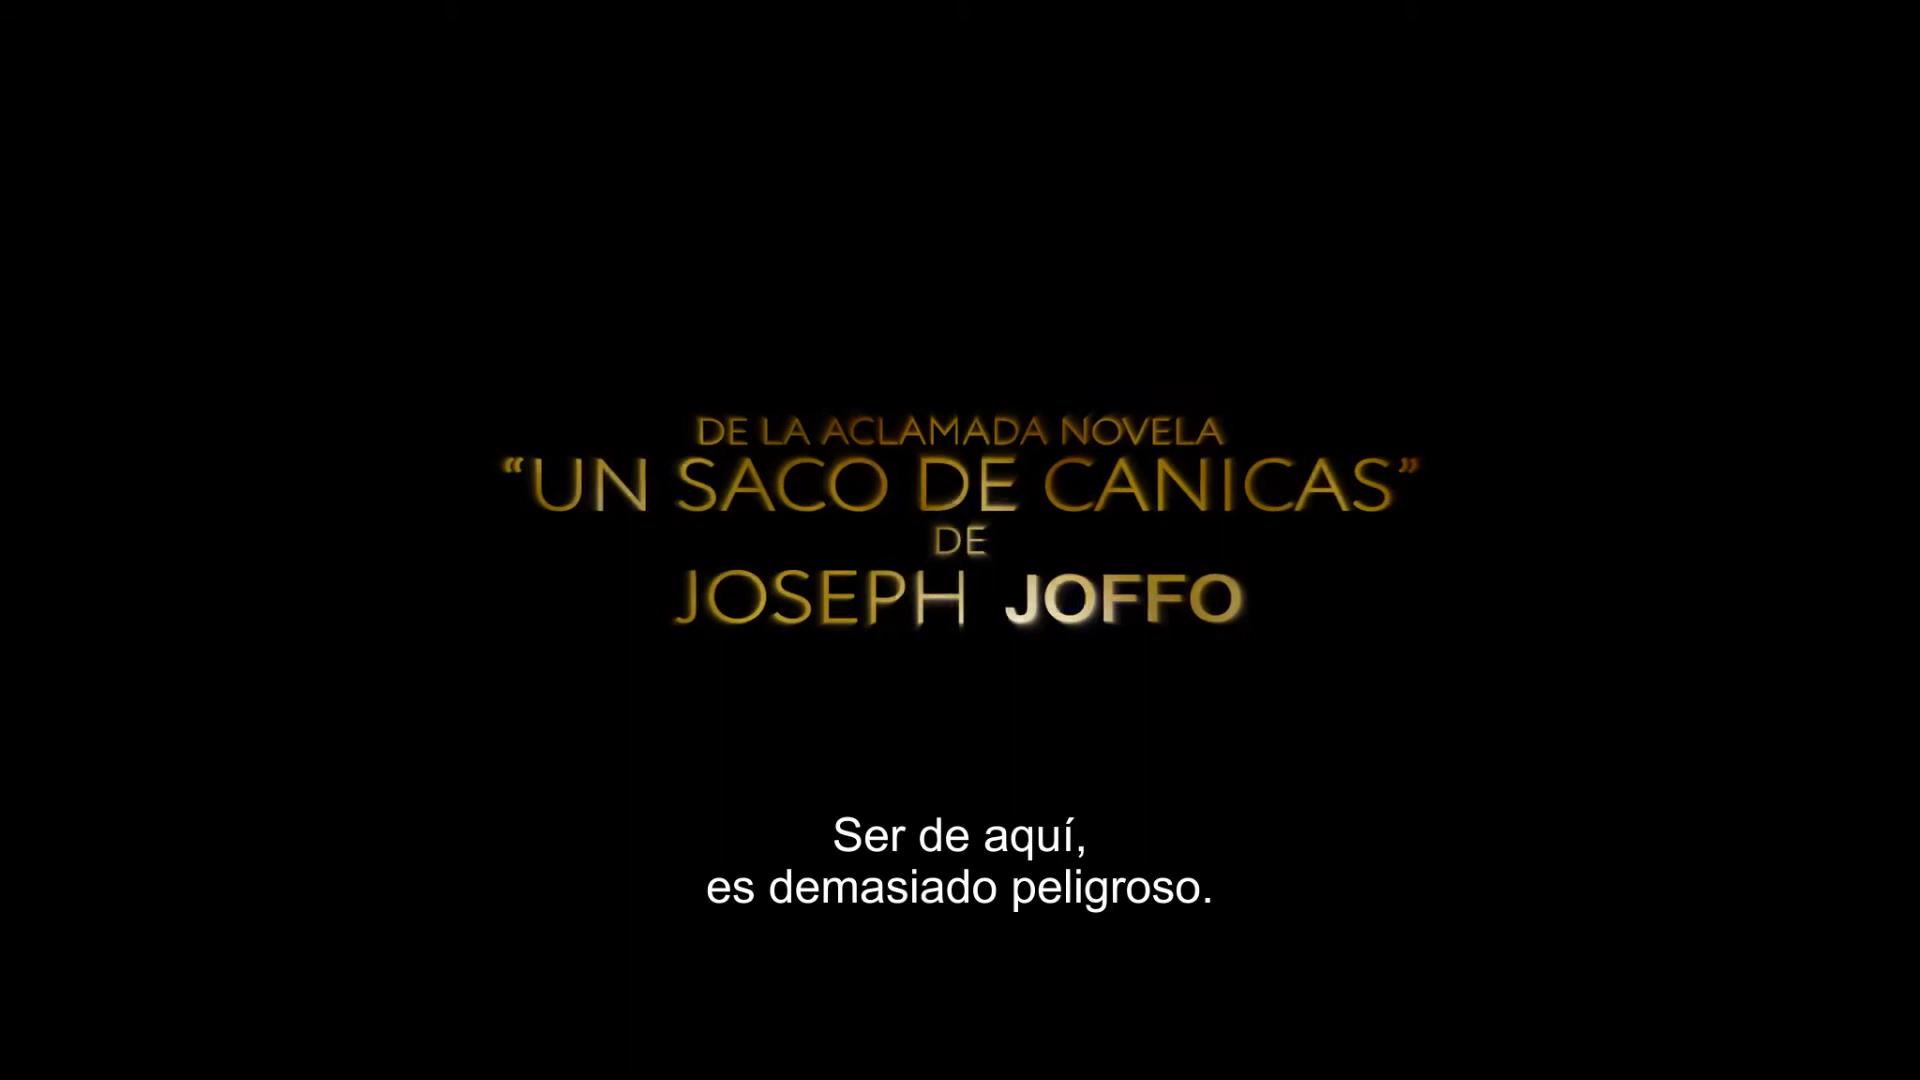 DE LA ACLAMADA NOVELA
“UN SACO DE CANICAS”
DE
JOSEPH JOFFO
Ser de aquí,
es demasiado peligroso.